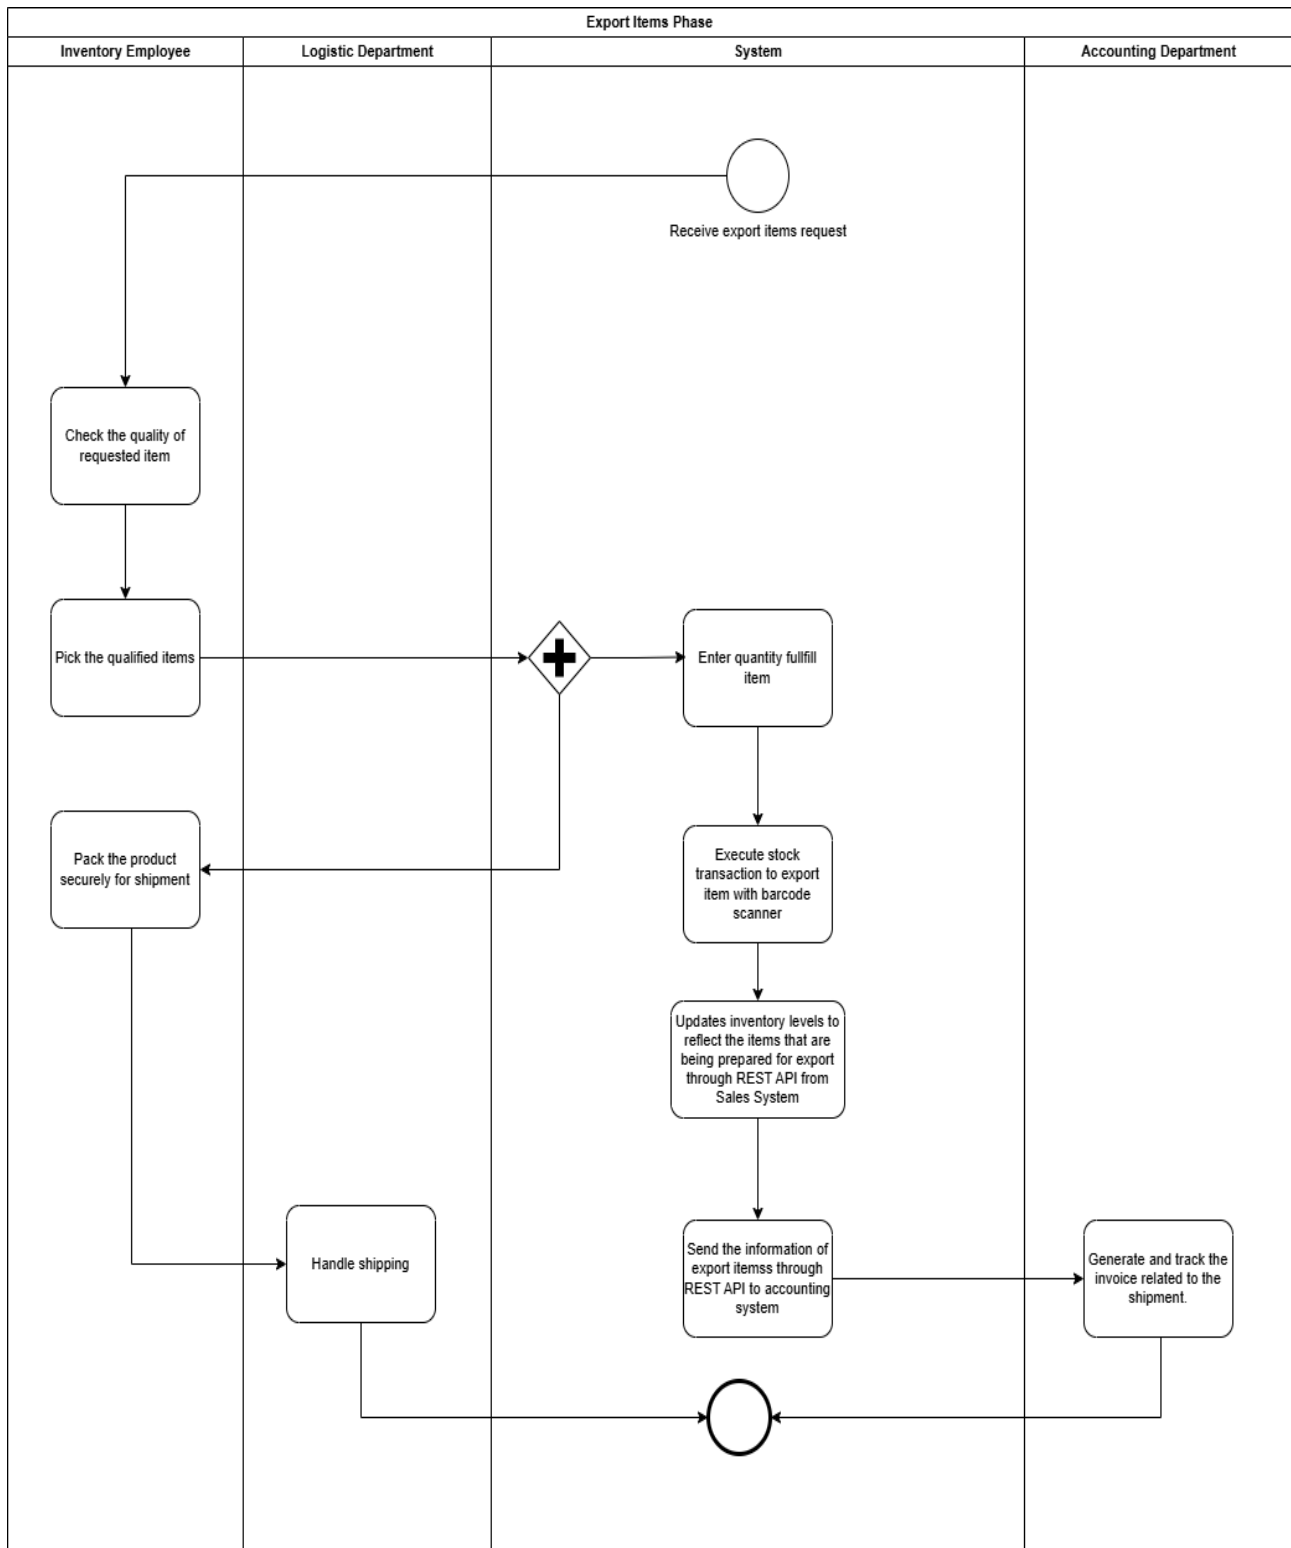 Export Items Phase
Inventory Employee
Logistic Department
System
Accounting Department
Receive export items request
Check the quality of
requested item
Pick the qualified items
Enter quantity fullfill
item
Pack the product
securely for shipment
Execute stock
transaction to export
item with barcode
scanner
Updates inventory levels to
reflect the items that are
being prepared for export
through REST API from
Sales System
Handle shipping
Send the information of
export itemss through
REST API to accounting
system
Generate and track the
invoice related to the
shipment.